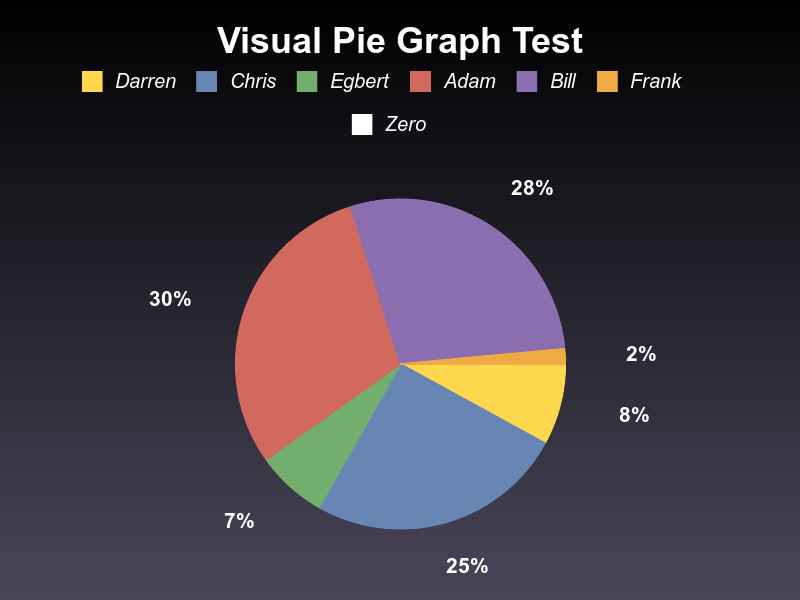 Visual Pie Graph Test
Darren Chris Egbert Adam Bill Frank
Zero
28%
30%
2%
8%
7%
25%